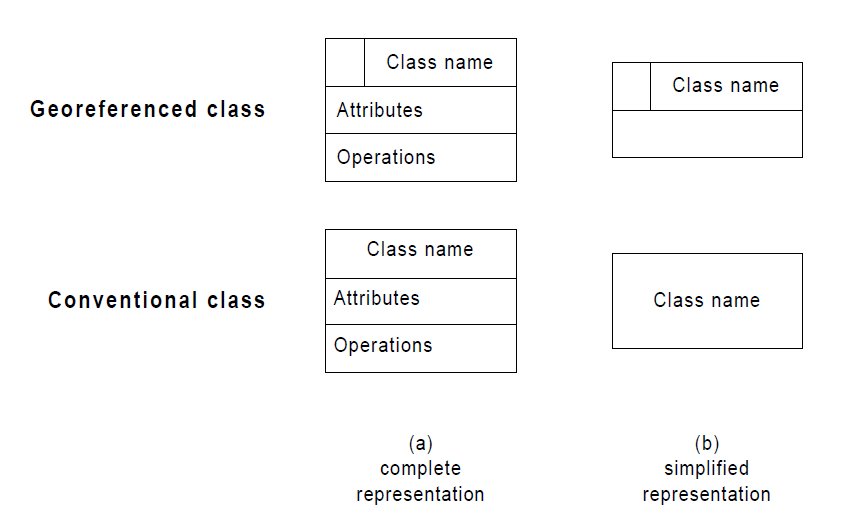 Georeferenced class
Class name
Attributes
Operations
Class name
Conventional class
Class name
Attributes
Operations
Class name
(a)
complete
representation
(b)
simplified
representation